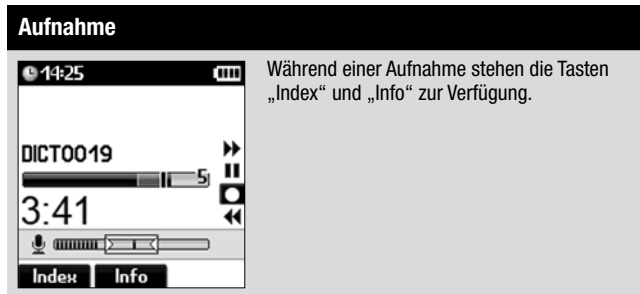 Aufnahme
14:25
DICT0019
5
3:41
Index Info
Während einer Aufnahme stehen die Tasten
„Index“ und „Info“ zur Verfügung.